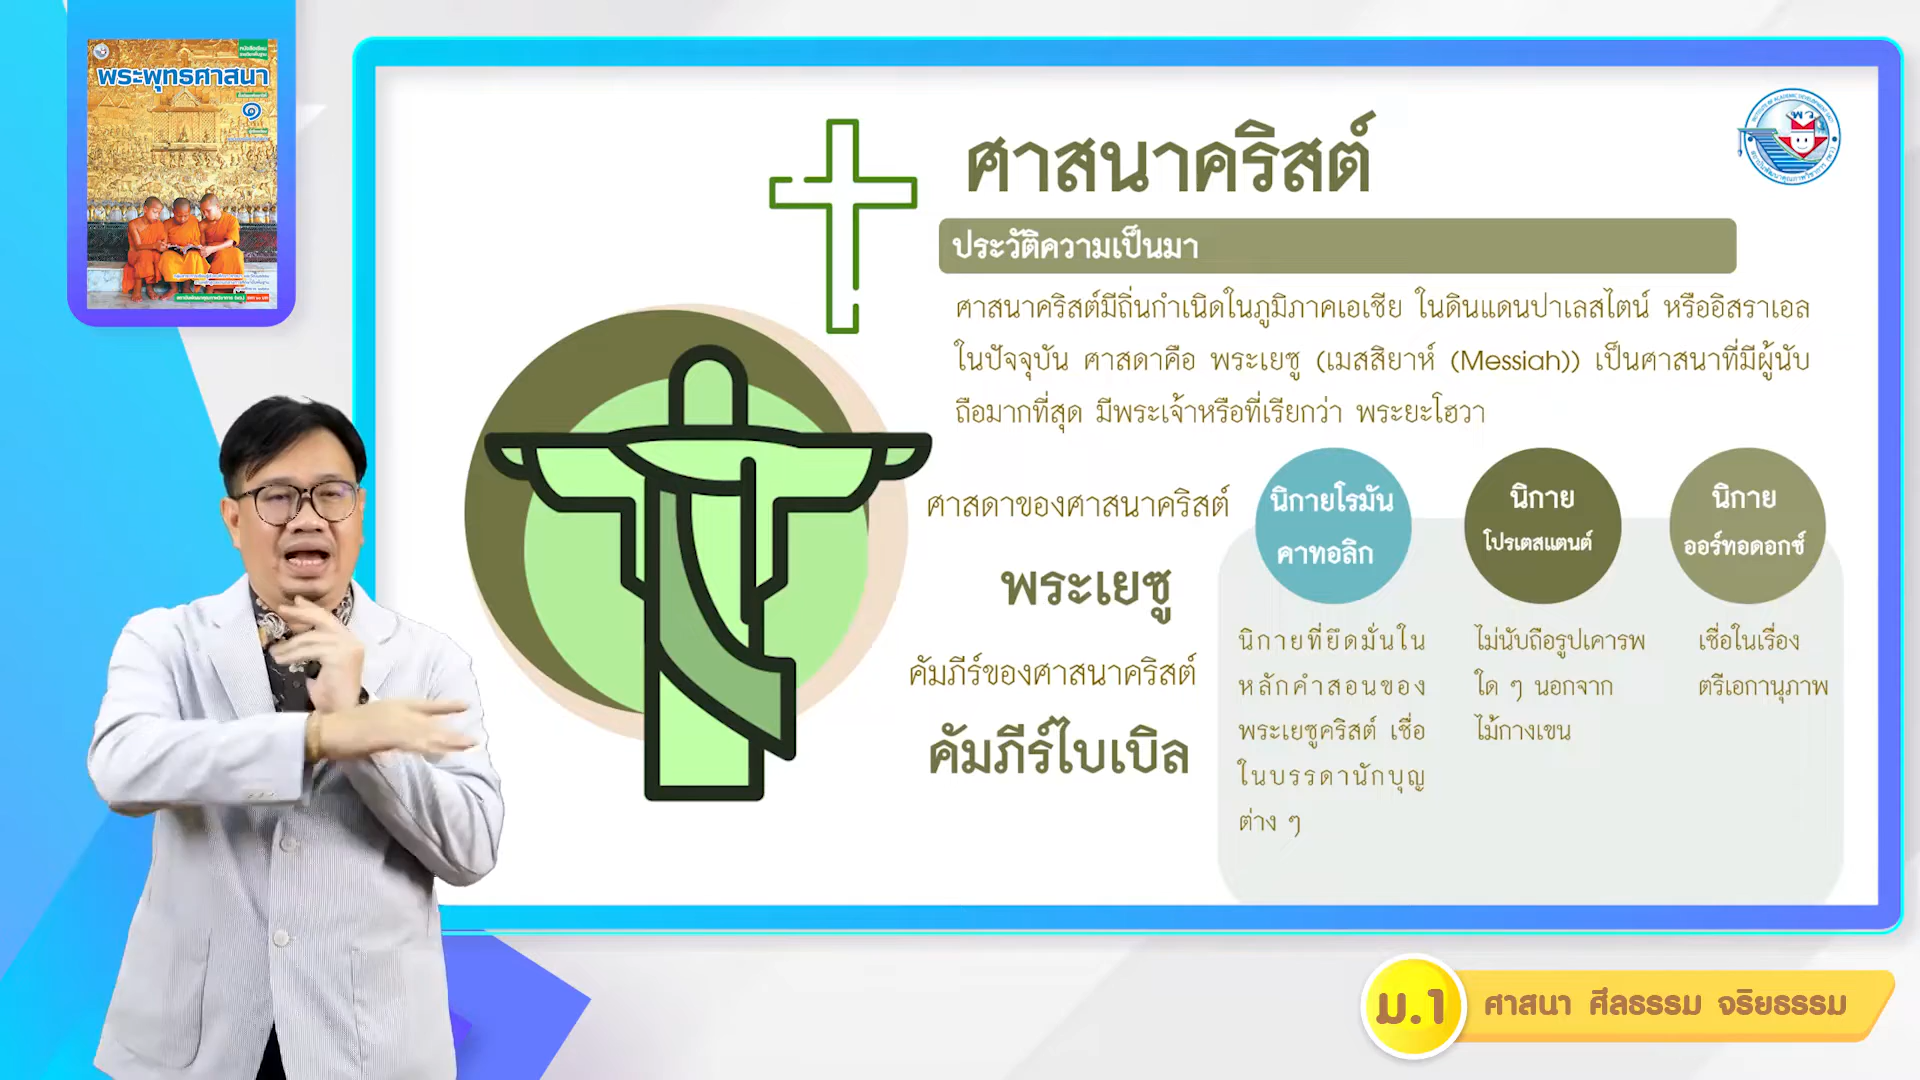 พระพุทธศาสนา
๑
พว
ศาสนาคริสต์
ประวัติความเป็นมา
ศาสนาคริสต์มีถิ่นกำเนิดในภูมิภาคเอเชีย ในดินแดนปาเลสไตน์ หรืออิสราเอล
ในปัจจุบัน ศาสดาคือ พระเยซู (เมสสิยาห์ (Messiah)) เป็นศาสนาที่มีผู้นับ
ถือมากที่สุด มีพระเจ้าหรือที่เรียกว่า พระยะโฮวา
ศาสดาของศาสนาคริสต์
พระเยซู
คัมภีร์ของศาสนาคริสต์
คัมภีร์ไบเบิล
นิกายโรมัน
คาทอลิก
นิกายที่ยึดมั่นใน
หลักคำสอนของ
พระเยซูคริสต์ เชื่อ
ในบรรดานักบุญ
ต่าง ๆ
นิกาย
โปรเตสแตนต์
ไม่นับถือรูปเคารพ
ใด ๆ นอกจาก
ไม้กางเขน
นิกาย
ออร์ทอดอกซ์
เชื่อในเรื่อง
ตรีเอกานุภาพ
ม.1
ศาสนา ศีลธรรม จริยธรรม